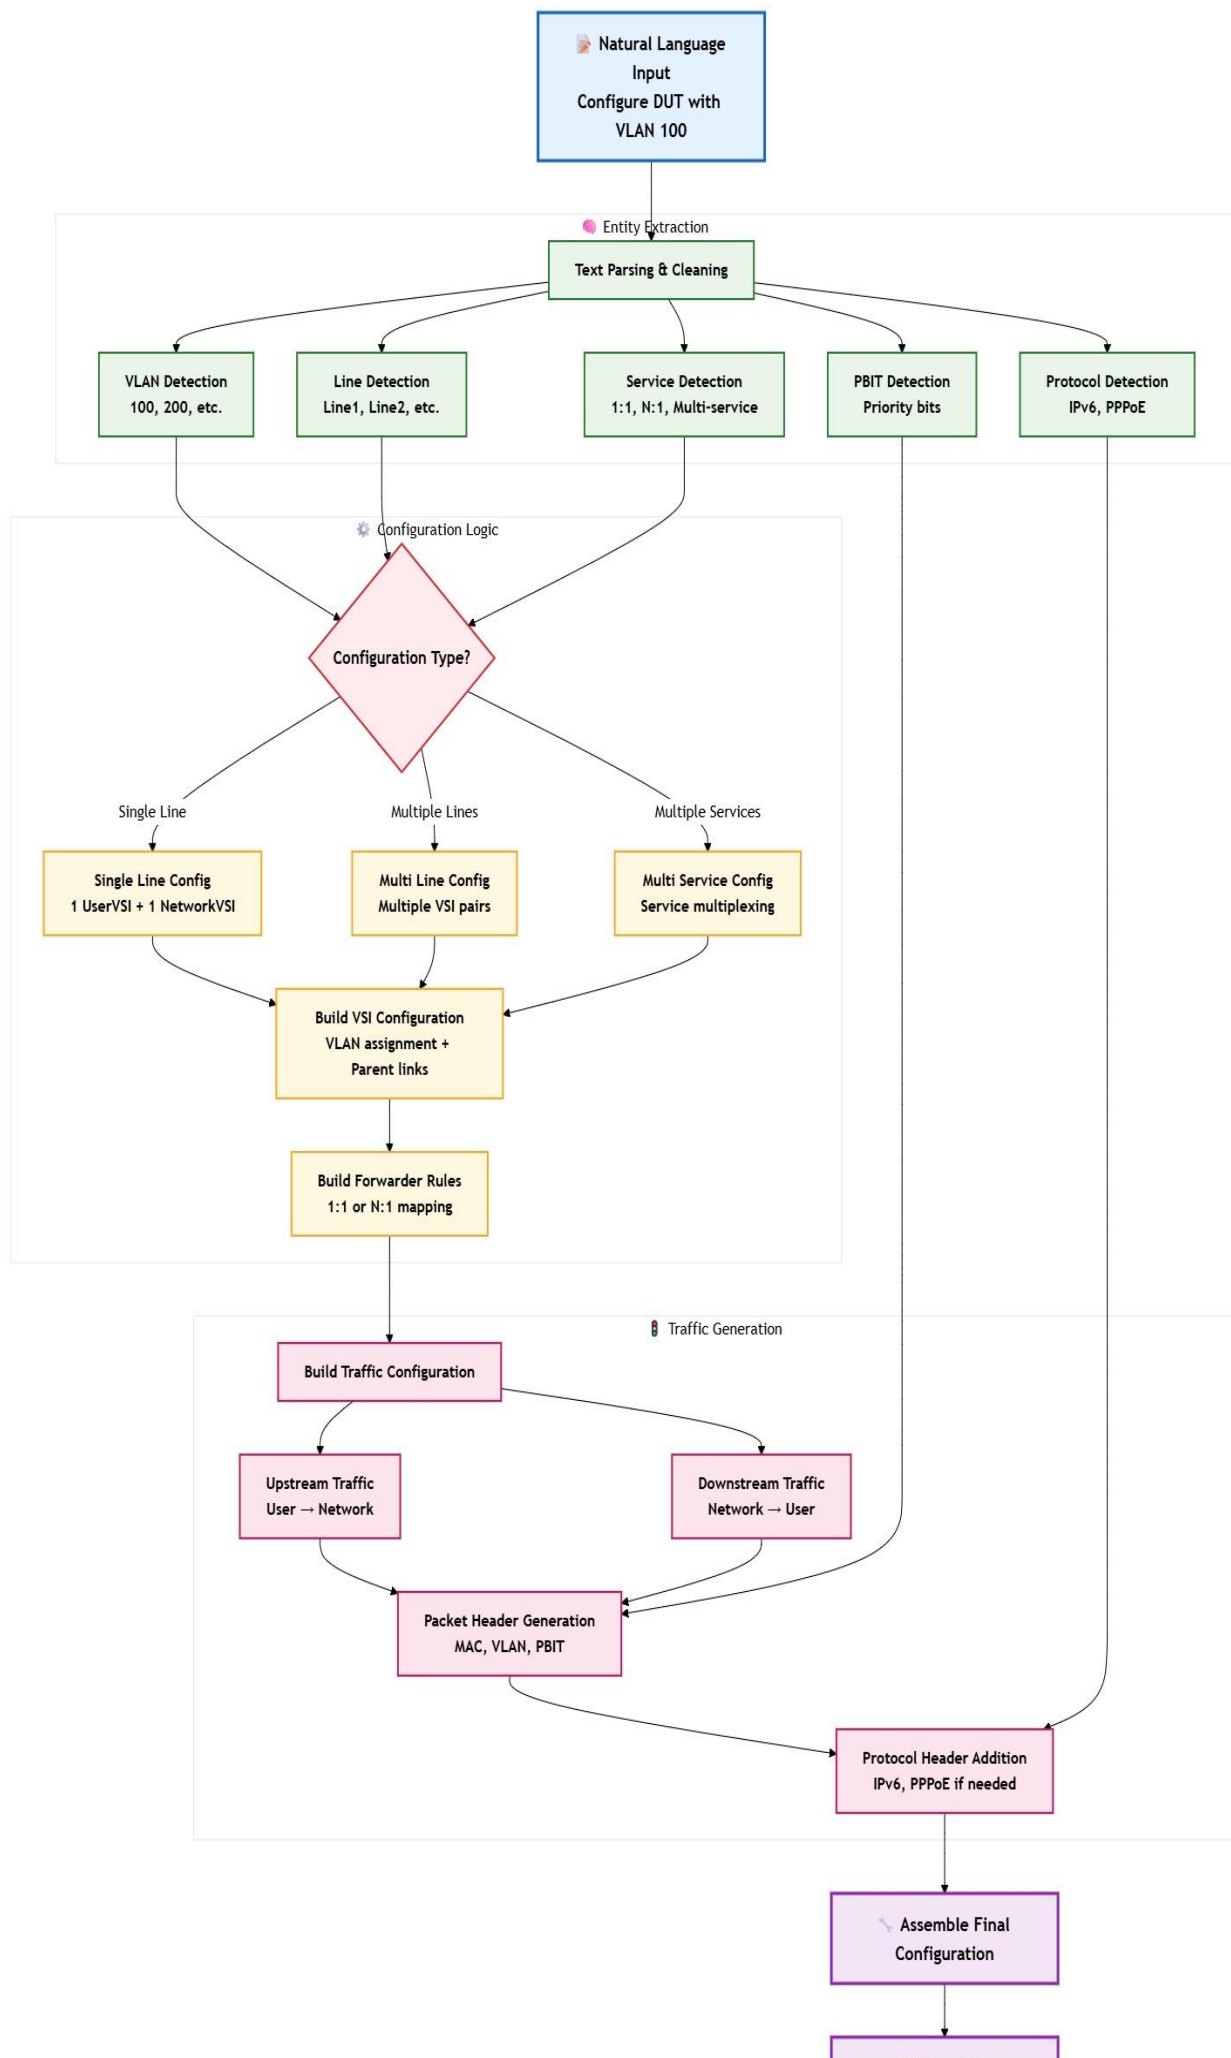 Natural Language
Input
Configure DUT with
VLAN 100
Entity Extraction
Text Parsing & Cleaning
VLAN Detection
100, 200, etc.
Line Detection
Line1, Line2, etc.
Service Detection
1:1, N:1, Multi-service
PBIT Detection
Priority bits
Protocol Detection
IPv6, PPPoE
Configuration Logic
Configuration Type?
Single Line
Multiple Lines
Multiple Services
Single Line Config
1 UserVSI + 1 NetworkVSI
Multi Line Config
Multiple VSI pairs
Multi Service Config
Service multiplexing
Build VSI Configuration
VLAN assignment +
Parent links
Build Forwarder Rules
1:1 or N:1 mapping
Traffic Generation
Build Traffic Configuration
Upstream Traffic
User → Network
Downstream Traffic
Network → User
Packet Header Generation
MAC, VLAN, PBIT
Protocol Header Addition
IPv6, PPPoE if needed
Assemble Final
Configuration